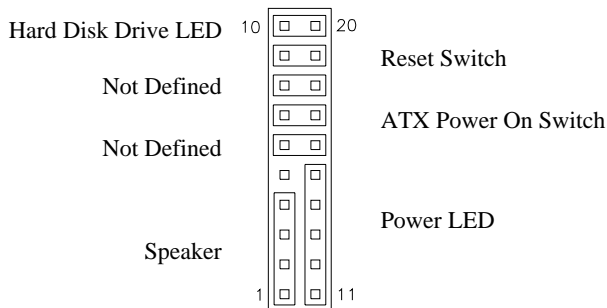 Hard Disk Drive LED 10 20
Reset Switch
Not Defined
ATX Power On Switch
Not Defined
Power LED
Speaker
1 11